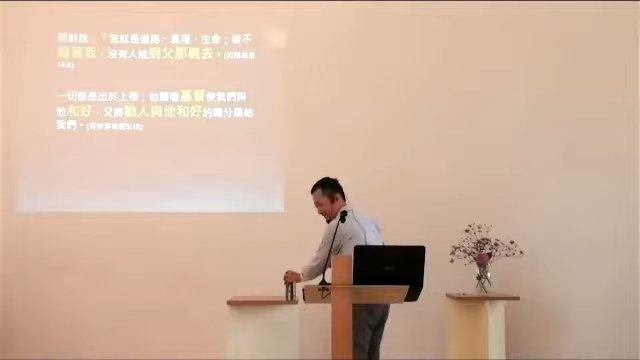 耶穌說,「我就是道路、真理、生命;若不
藉著我,沒有人能到父那裏去。(約翰福音
14:6)
一切都是出於上帝;他藉着基督使我們與
他和好,又將勸人與他和好的職分賜給
我們。(哥林多後書5:18)